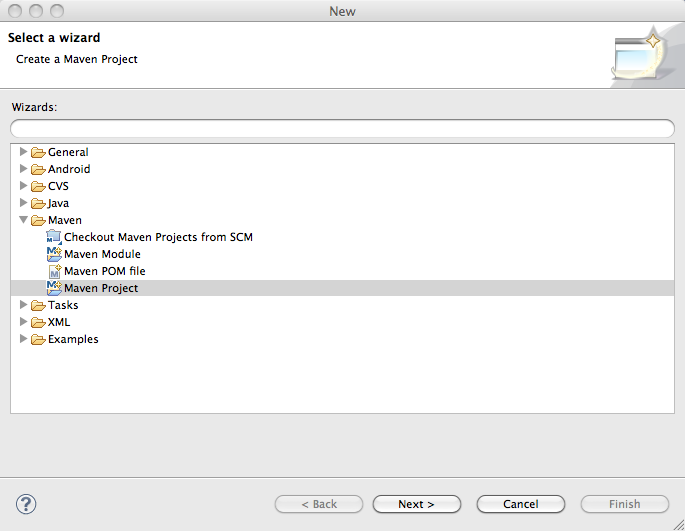 New
Select a wizard
Create a Maven Project
Wizards:
General
Android
CVS
Java
Maven
Checkout Maven Projects from SCM
Maven Module
Maven POM file
Maven Project
Tasks
XML
Examples
?
< Back Next > Cancel Finish